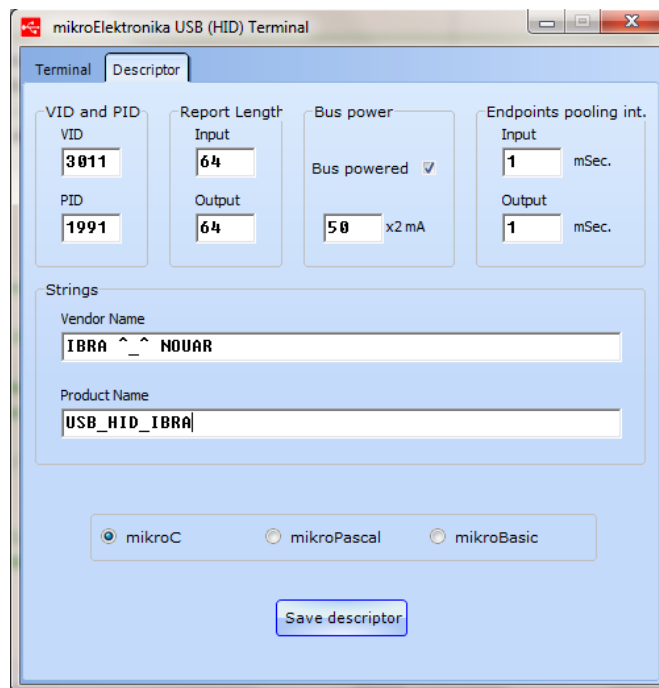 mikroElektronika USB (HID) Terminal
Terminal Descriptor
VID and PID Report Length Bus power Endpoints pooling int.
VID Input Input
3011 64 Bus powered 1 mSec.
PID Output Output
1991 64 50 x2 mA 1 mSec.
Strings
Vendor Name
IBRA ^_^ NOUAR
Product Name
USB_HID_IBRA
mikroC mikroPascal mikroBasic
Save descriptor